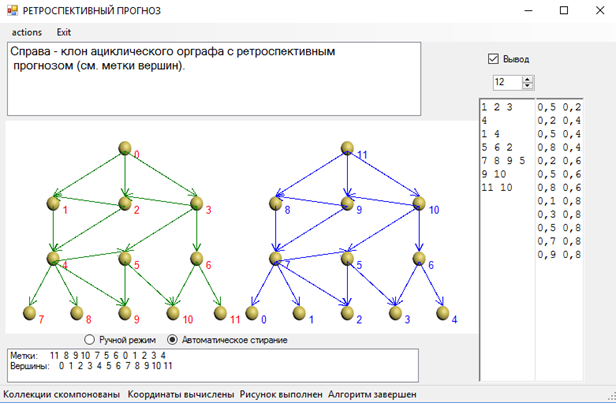 РЕТРОСПЕКТИВНЫЙ ПРОГНОЗ
actions Exit
Справа - клон ациклического орграфа с ретроспективным
прогнозом (см. метки вершин).
Вывод
12
1 2 3
4
1 4
5 6 2
7 8 9 5
9 10
11 10
0,5 0,2
0,2 0,4
0,5 0,4
0,8 0,4
0,2 0,6
0,5 0,6
0,8 0,6
0,1 0,8
0,3 0,8
0,5 0,8
0,7 0,8
0,9 0,8
0
1 2 3
4 5 6
7 8 9 10 11
11
8 9 10
7 5 6
0 1 2 3 4
Ручной режим Автоматическое стирание
Метки: 11 8 9 10 7 5 6 0 1 2 3 4
Вершины: 0 1 2 3 4 5 6 7 8 9 10 11
Коллекции скомпонованы Координаты вычислены Рисунок выполнен Алгоритм завершен